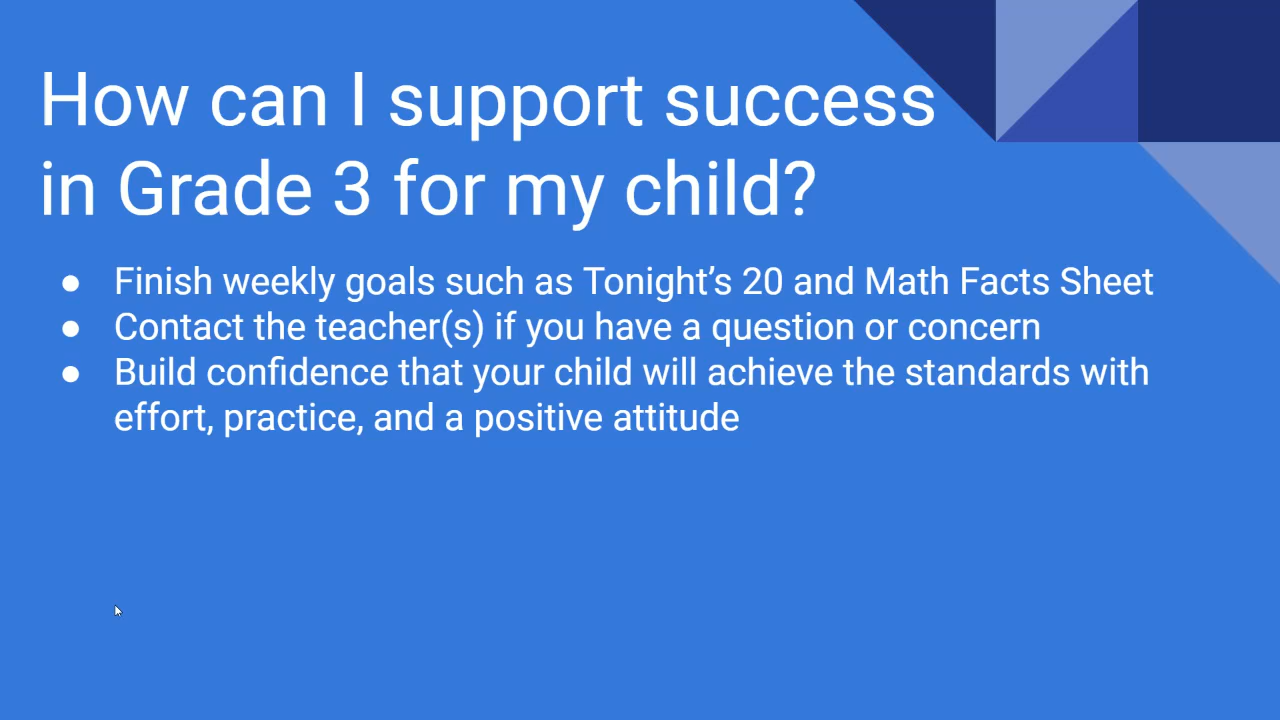 How can I support success
in Grade 3 for my child?
● Finish weekly goals such as Tonight’s 20 and Math Facts Sheet
● Contact the teacher(s) if you have a question or concern
● Build confidence that your child will achieve the standards with
effort, practice, and a positive attitude